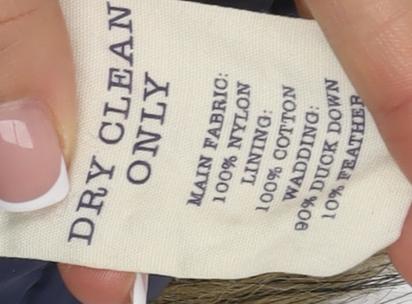 DRY CLEAN
ONLY
MAIN FABRIC:
100% NYLON
LINING:
100% COTTON
WADDING:
90% DUCK DOWN
10% FEATHER